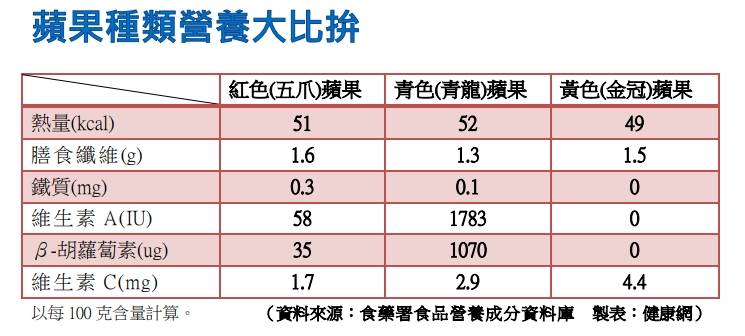 蘋果種類營養大比拚
紅色(五爪)蘋果 青色(青龍)蘋果 黃色(金冠)蘋果
熱量(kcal) 51 52 49
膳食纖維(g) 1.6 1.3 1.5
鐵質(mg) 0.3 0.1 0
維生素 A(IU) 58 1783 0
β-胡蘿蔔素(ug) 35 1070 0
維生素 C(mg) 1.7 2.9 4.4
以每 100 克含量計算。 （資料來源：食藥署食品營養成分資料庫 製表：健康網）